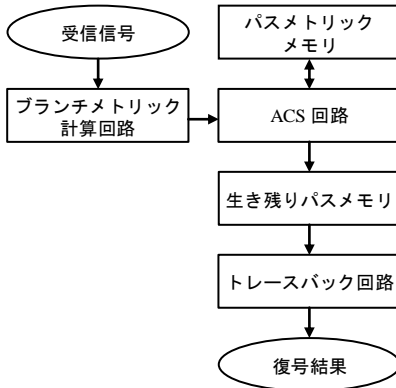 受信信号
パスメトリック
メモリ
ブランチメトリック
計算回路
ACS 回路
生き残りパスメモリ
トレースバック回路
復号結果